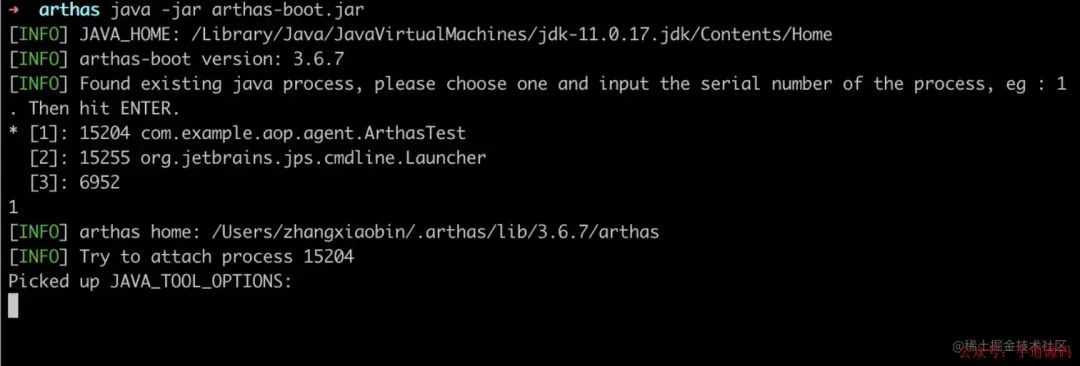 → arthas java -jar arthas-boot.jar
[INFO] JAVA_HOME: /Library/Java/JavaVirtualMachines/jdk-11.0.17.jdk/Contents/Home
[INFO] arthas-boot version: 3.6.7
[INFO] Found existing java process, please choose one and input the serial number of the process, eg : 1
. Then hit ENTER.
* [1]: 15204 com.example.aop.agent.ArthasTest
[2]: 15255 org.jetbrains.jps.cmdline.Launcher
[3]: 6952
1
[INFO] arthas home: /Users/zhangxiaobin/.arthas/lib/3.6.7/arthas
[INFO] Try to attach process 15204
Picked up JAVA_TOOL_OPTIONS:
@稀土掘金技术社区
公众号：芋道源码